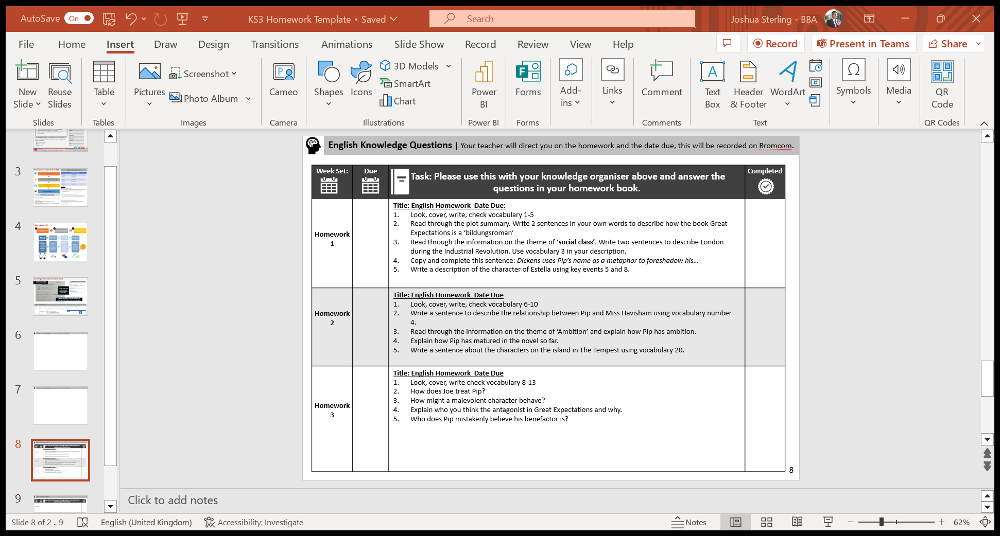 AutoSave On KS3 Homework Template • Saved Search Joshua Sterling - BBA
File Home Insert Draw Design Transitions Animations Slide Show Record Review View Help Record Present in Teams Share
New Slide
Reuse Slides
Table
Pictures
Screenshot
Photo Album
Cameo
Shapes
Icons
3D Models
SmartArt
Chart
Power BI
Forms
Add-ins
Links
Comment
Text Box
Header & Footer
WordArt
Symbols
Media
QR Code
Slides Tables Images Camera Illustrations Power BI Forms Comments Text QR Codes
3
4
Homework
5
6
7
8
9
English Knowledge Questions | Your teacher will direct you on the homework and the date due, this will be recorded on Bromcom.
Week Set:
Due
Task: Please use this with your knowledge organiser above and answer the
questions in your homework book.
Completed
Homework
1
Title: English Homework Date Due:
1. Look, cover, write, check vocabulary 1-5
2. Read through the plot summary. Write 2 sentences in your own words to describe how the book Great
Expectations is a ‘bildungsroman’
3. Read through the information on the theme of ‘social class’. Write two sentences to describe London
during the Industrial Revolution. Use vocabulary 3 in your description.
4. Copy and complete this sentence: Dickens uses Pip’s name as a metaphor to foreshadow his…
5. Write a description of the character of Estella using key events 5 and 8.
Homework
2
Title: English Homework Date Due
1. Look, cover, write, check vocabulary 6-10
2. Write a sentence to describe the relationship between Pip and Miss Havisham using vocabulary number
4.
3. Read through the information on the theme of ‘Ambition’ and explain how Pip has ambition.
4. Explain how Pip has matured in the novel so far.
5. Write a sentence about the characters on the island in The Tempest using vocabulary 20.
Homework
3
Title: English Homework Date Due
1. Look, cover, write check vocabulary 8-13
2. How does Joe treat Pip?
3. How might a malevolent character behave?
4. Explain who you think the antagonist in Great Expectations and why.
5. Who does Pip mistakenly believe his benefactor is?
8
Click to add notes
Slide 8 of 2 .. 9 English (United Kingdom) Accessibility: Investigate Notes 62%